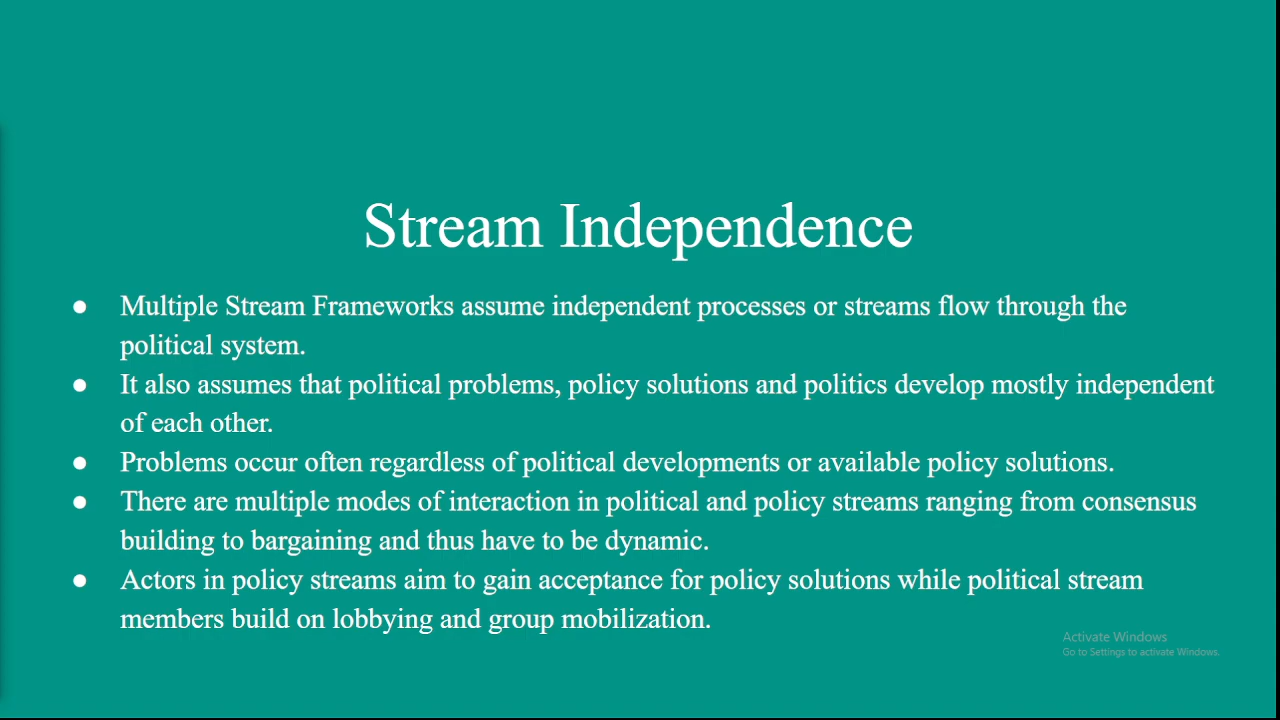 Stream Independence
● Multiple Stream Frameworks assume independent processes or streams flow through the
political system.
● It also assumes that political problems, policy solutions and politics develop mostly independent
of each other.
● Problems occur often regardless of political developments or available policy solutions.
● There are multiple modes of interaction in political and policy streams ranging from consensus
building to bargaining and thus have to be dynamic.
● Actors in policy streams aim to gain acceptance for policy solutions while political stream
members build on lobbying and group mobilization.
Activate Windows
Go to Settings to activate Windows.